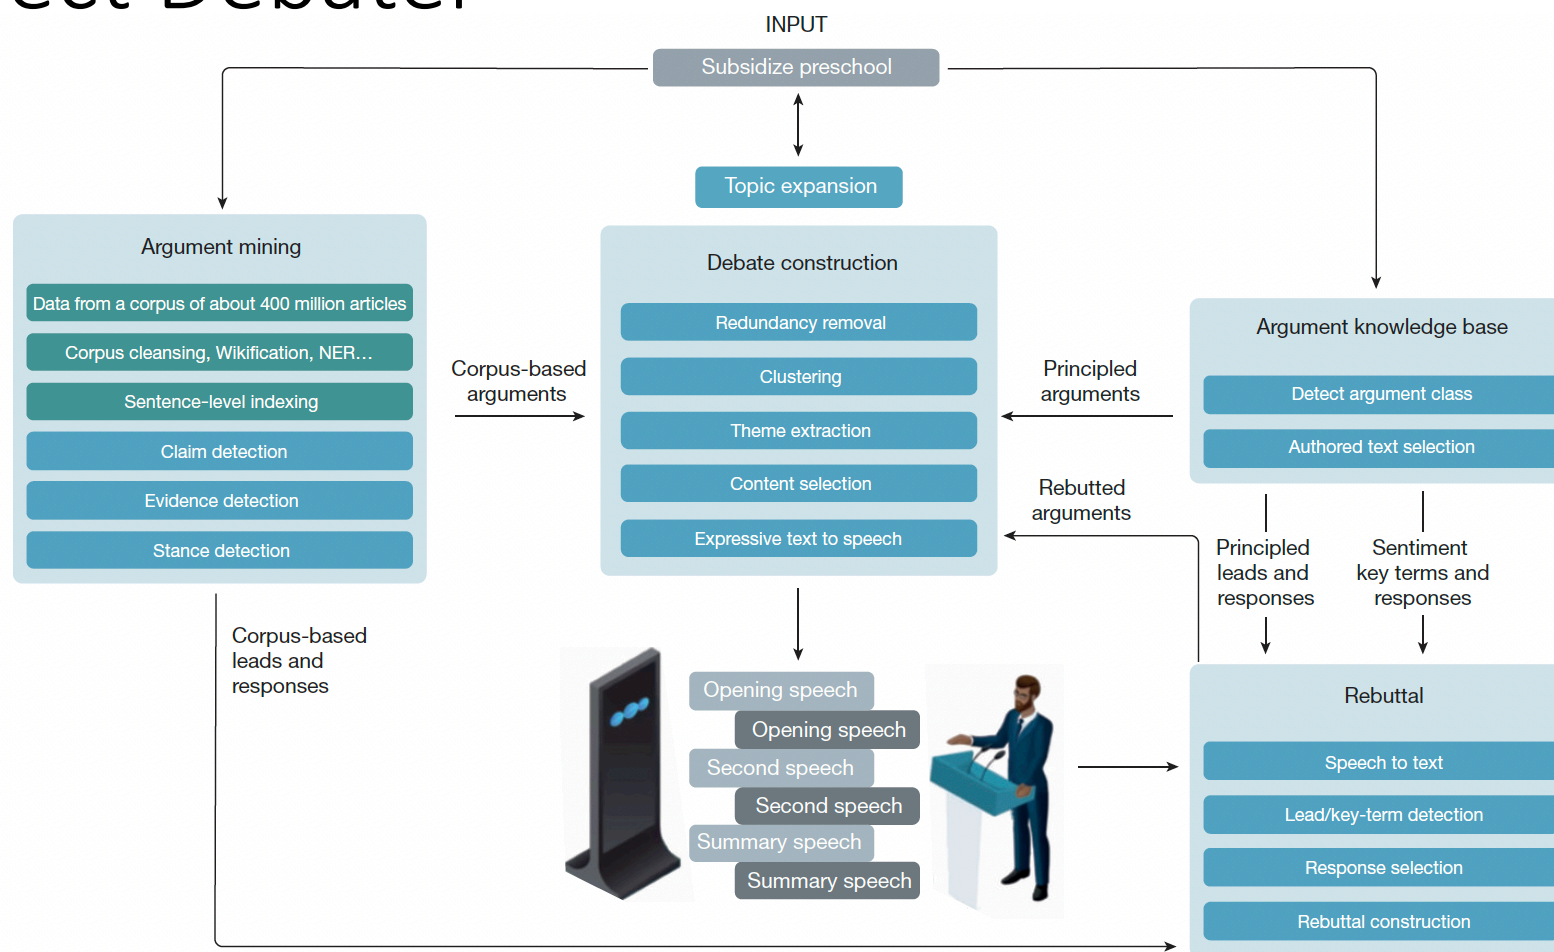 ect Debater
INPUT
Subsidize preschool
Topic expansion
Argument mining
Data from a corpus of about 400 million articles
Corpus cleansing, Wikification, NER...
Sentence-level indexing
Claim detection
Evidence detection
Stance detection
Corpus-based
arguments
Debate construction
Redundancy removal
Clustering
Theme extraction
Content selection
Expressive text to speech
Principled
arguments
Rebutted
arguments
Argument knowledge base
Detect argument class
Authored text selection
Principled
leads and
responses
Sentiment
key terms and
responses
Corpus-based
leads and
responses
Opening speech
Opening speech
Second speech
Second speech
Summary speech
Summary speech
Rebuttal
Speech to text
Lead/key-term detection
Response selection
Rebuttal construction